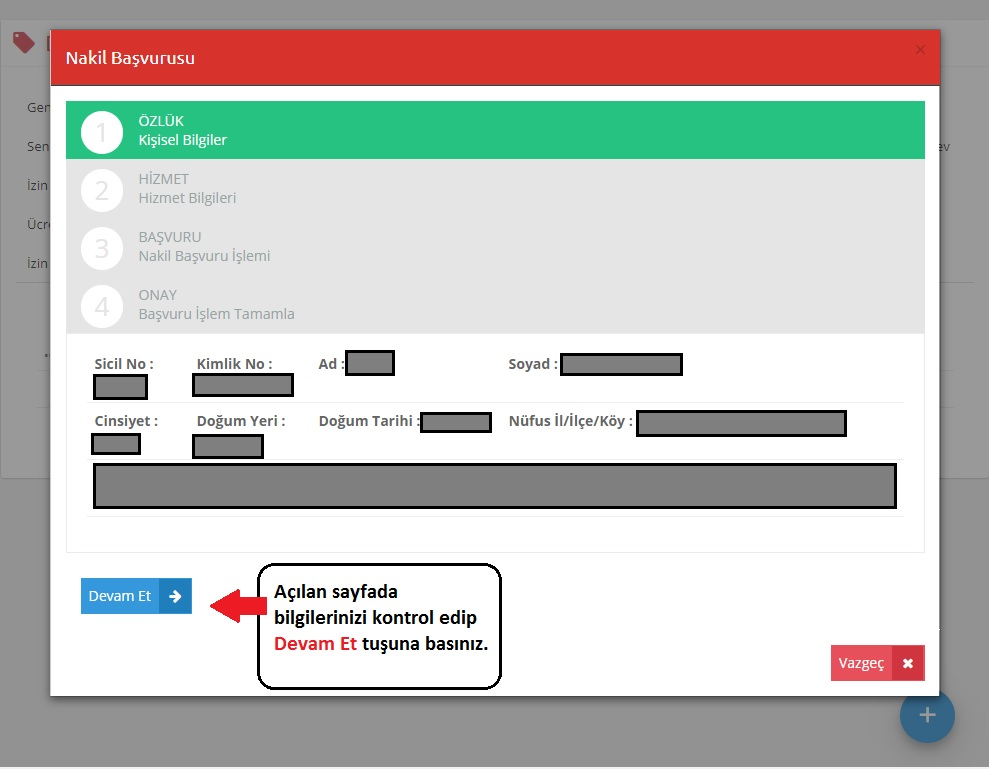 Nakil Başvurusu
×
1
ÖZLÜK
Kişisel Bilgiler
2
HİZMET
Hizmet Bilgileri
3
BAŞVURU
Nakil Başvuru İşlemi
4
ONAY
Başvuru İşlem Tamamla
Sicil No : Kimlik No : Ad : Soyad :
Cinsiyet : Doğum Yeri : Doğum Tarihi : Nüfus İl/İlçe/Köy :
Devam Et
Açılan sayfada
bilgilerinizi kontrol edip
Devam Et tuşuna basınız.
Vazgeç
Gen
Sen
İzin
Ücre
İzin
ev